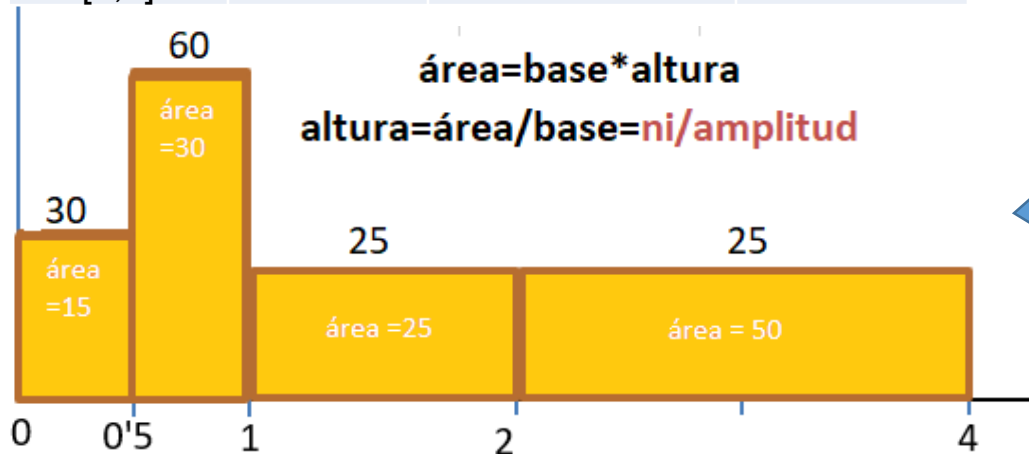 60
área=base*altura
área
=30
altura=área/base=ni/amplitud
30
25
25
área
=15
área =25
área = 50
0
0'5
1
2
4